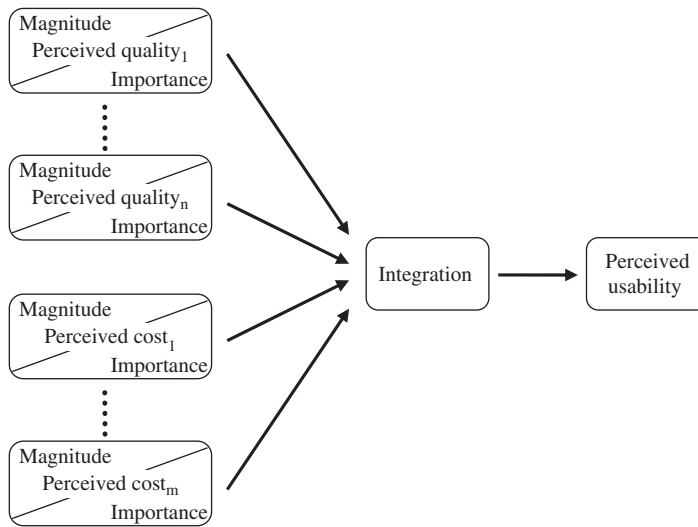 Magnitude
Perceived quality₁
Importance
Magnitude
Perceived qualityₙ
Importance
Magnitude
Perceived cost₁
Importance
Magnitude
Perceived costₘ
Importance
Integration
Perceived
usability